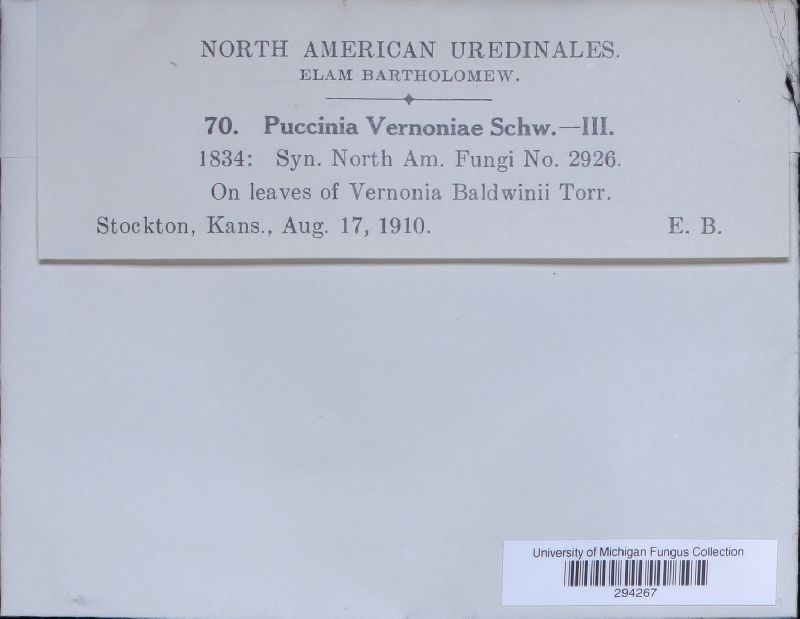 NORTH AMERICAN UREDINALES.
ELAM BARTHOLOMEW.
70. Puccinia Vernoniae Schw.—III.
1834: Syn. North Am. Fungi No. 2926.
On leaves of Vernonia Baldwinii Torr.
Stockton, Kans., Aug. 17, 1910. E. B.
University of Michigan Fungus Collection
294267